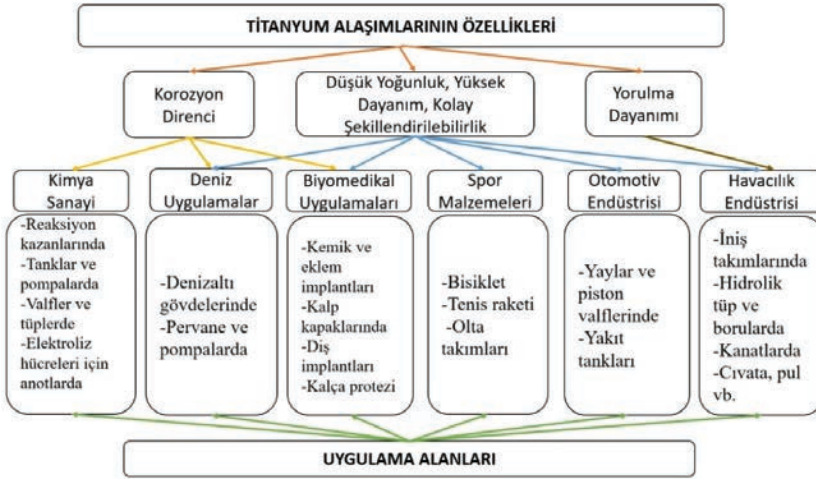 TİTANYUM ALAŞIMLARININ ÖZELLİKLERİ
Korozyon
Direnci
Düşük Yoğunluk, Yüksek
Dayanım, Kolay
Şekillendirilebilirlik
Yorulma
Dayanımı
Kimya
Sanayi
Deniz
Uygulamalar
Biyomedikal
Uygulamaları
Spor
Malzemeleri
Otomotiv
Endüstrisi
Havacılık
Endüstrisi
-Reaksiyon
kazanlarında
-Tanklar ve
pompalarda
-Valfler ve
tüplerde
-Elektroliz
hücreleri için
anotlarda
-Denizaltı
gövdelerinde
-Pervane ve
pompalarda
-Kemik ve
eklem
implantları
-Kalp
kapaklarında
-Diş
implantları
-Kalça protezi
-Bisiklet
-Tenis raketi
-Olta
takımları
-Yaylar ve
piston
valflerinde
-Yakıt
tankları
-İniş
takımlarında
-Hidrolik
tüp ve
borularda
-Kanatlarda
-Cıvata, pul
vb.
UYGULAMA ALANLARI